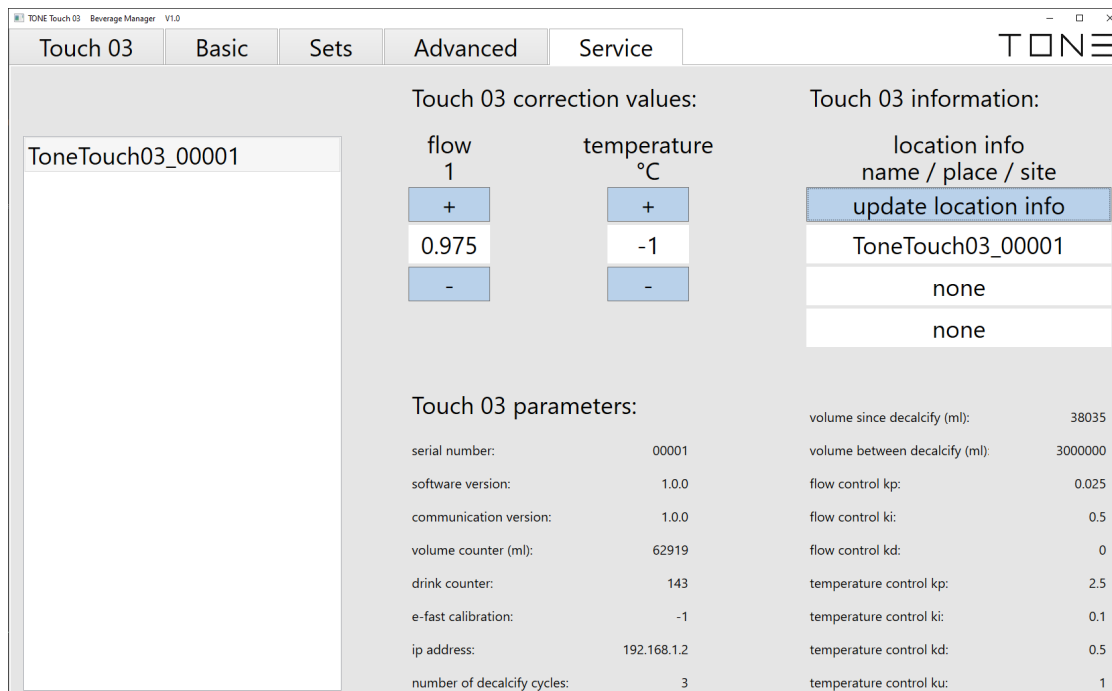 TONE Touch 03 Beverage Manager V1.0
Touch 03 Basic Sets Advanced Service TONE
ToneTouch03_00001
Touch 03 correction values:
flow temperature
1 °C
+ +
0.975 -1
- -
Touch 03 information:
location info
name / place / site
update location info
ToneTouch03_00001
none
none
Touch 03 parameters:
serial number: 00001
software version: 1.0.0
communication version: 1.0.0
volume counter (ml): 62919
drink counter: 143
e-fast calibration: -1
ip address: 192.168.1.2
number of decalcify cycles: 3
volume since decalcify (ml): 38035
volume between decalcify (ml): 3000000
flow control kp: 0.025
flow control ki: 0.5
flow control kd: 0
temperature control kp: 2.5
temperature control ki: 0.1
temperature control kd: 0.5
temperature control ku: 1